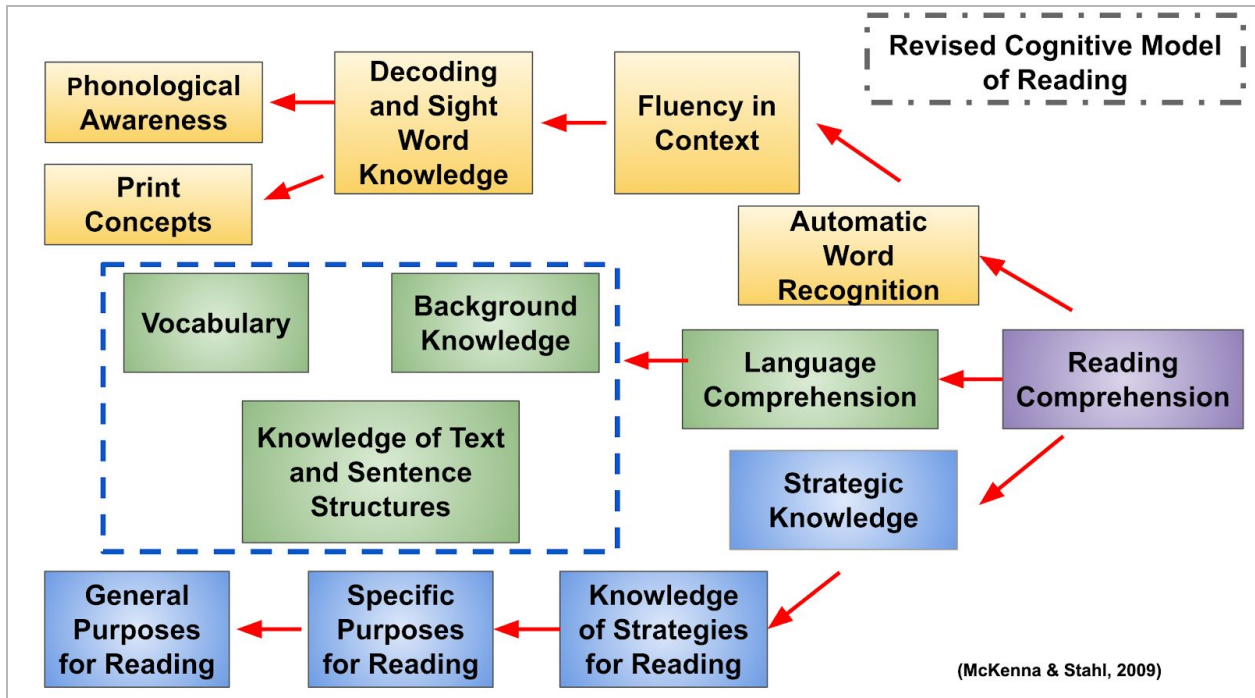 Revised Cognitive Model
of Reading
Phonological
Awareness
Decoding
and Sight
Word
Knowledge
Fluency in
Context
Print
Concepts
Automatic
Word
Recognition
Vocabulary
Background
Knowledge
Language
Comprehension
Reading
Comprehension
Knowledge of Text
and Sentence
Structures
Strategic
Knowledge
General
Purposes
for Reading
Specific
Purposes
for Reading
Knowledge
of Strategies
for Reading
(McKenna & Stahl, 2009)